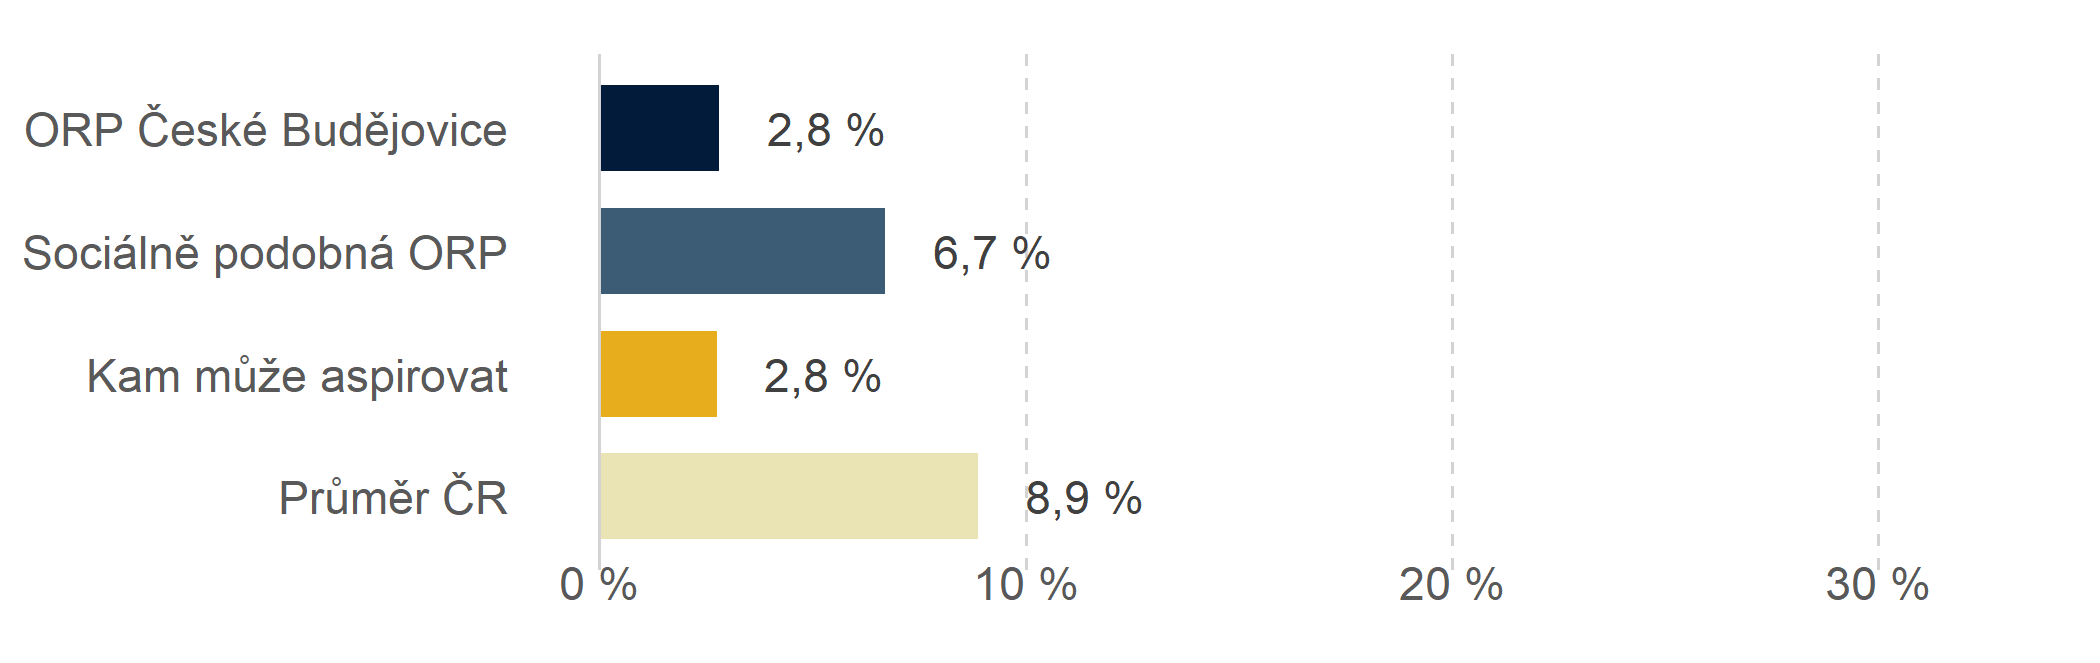 ORP České Budějovice 2,8 %
Sociálně podobná ORP 6,7 %
Kam může aspirovat 2,8 %
Průměr ČR 8,9 %
0 % 10 % 20 % 30 %